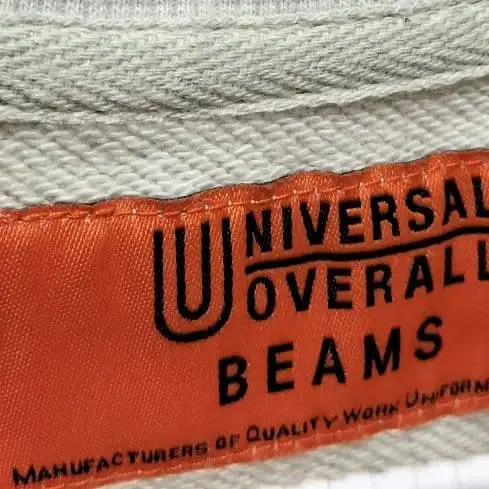 UNIVERSAL
OVERALL
BEAMS
MANUFACTURERS OF QUALITY WORK UNIFORM